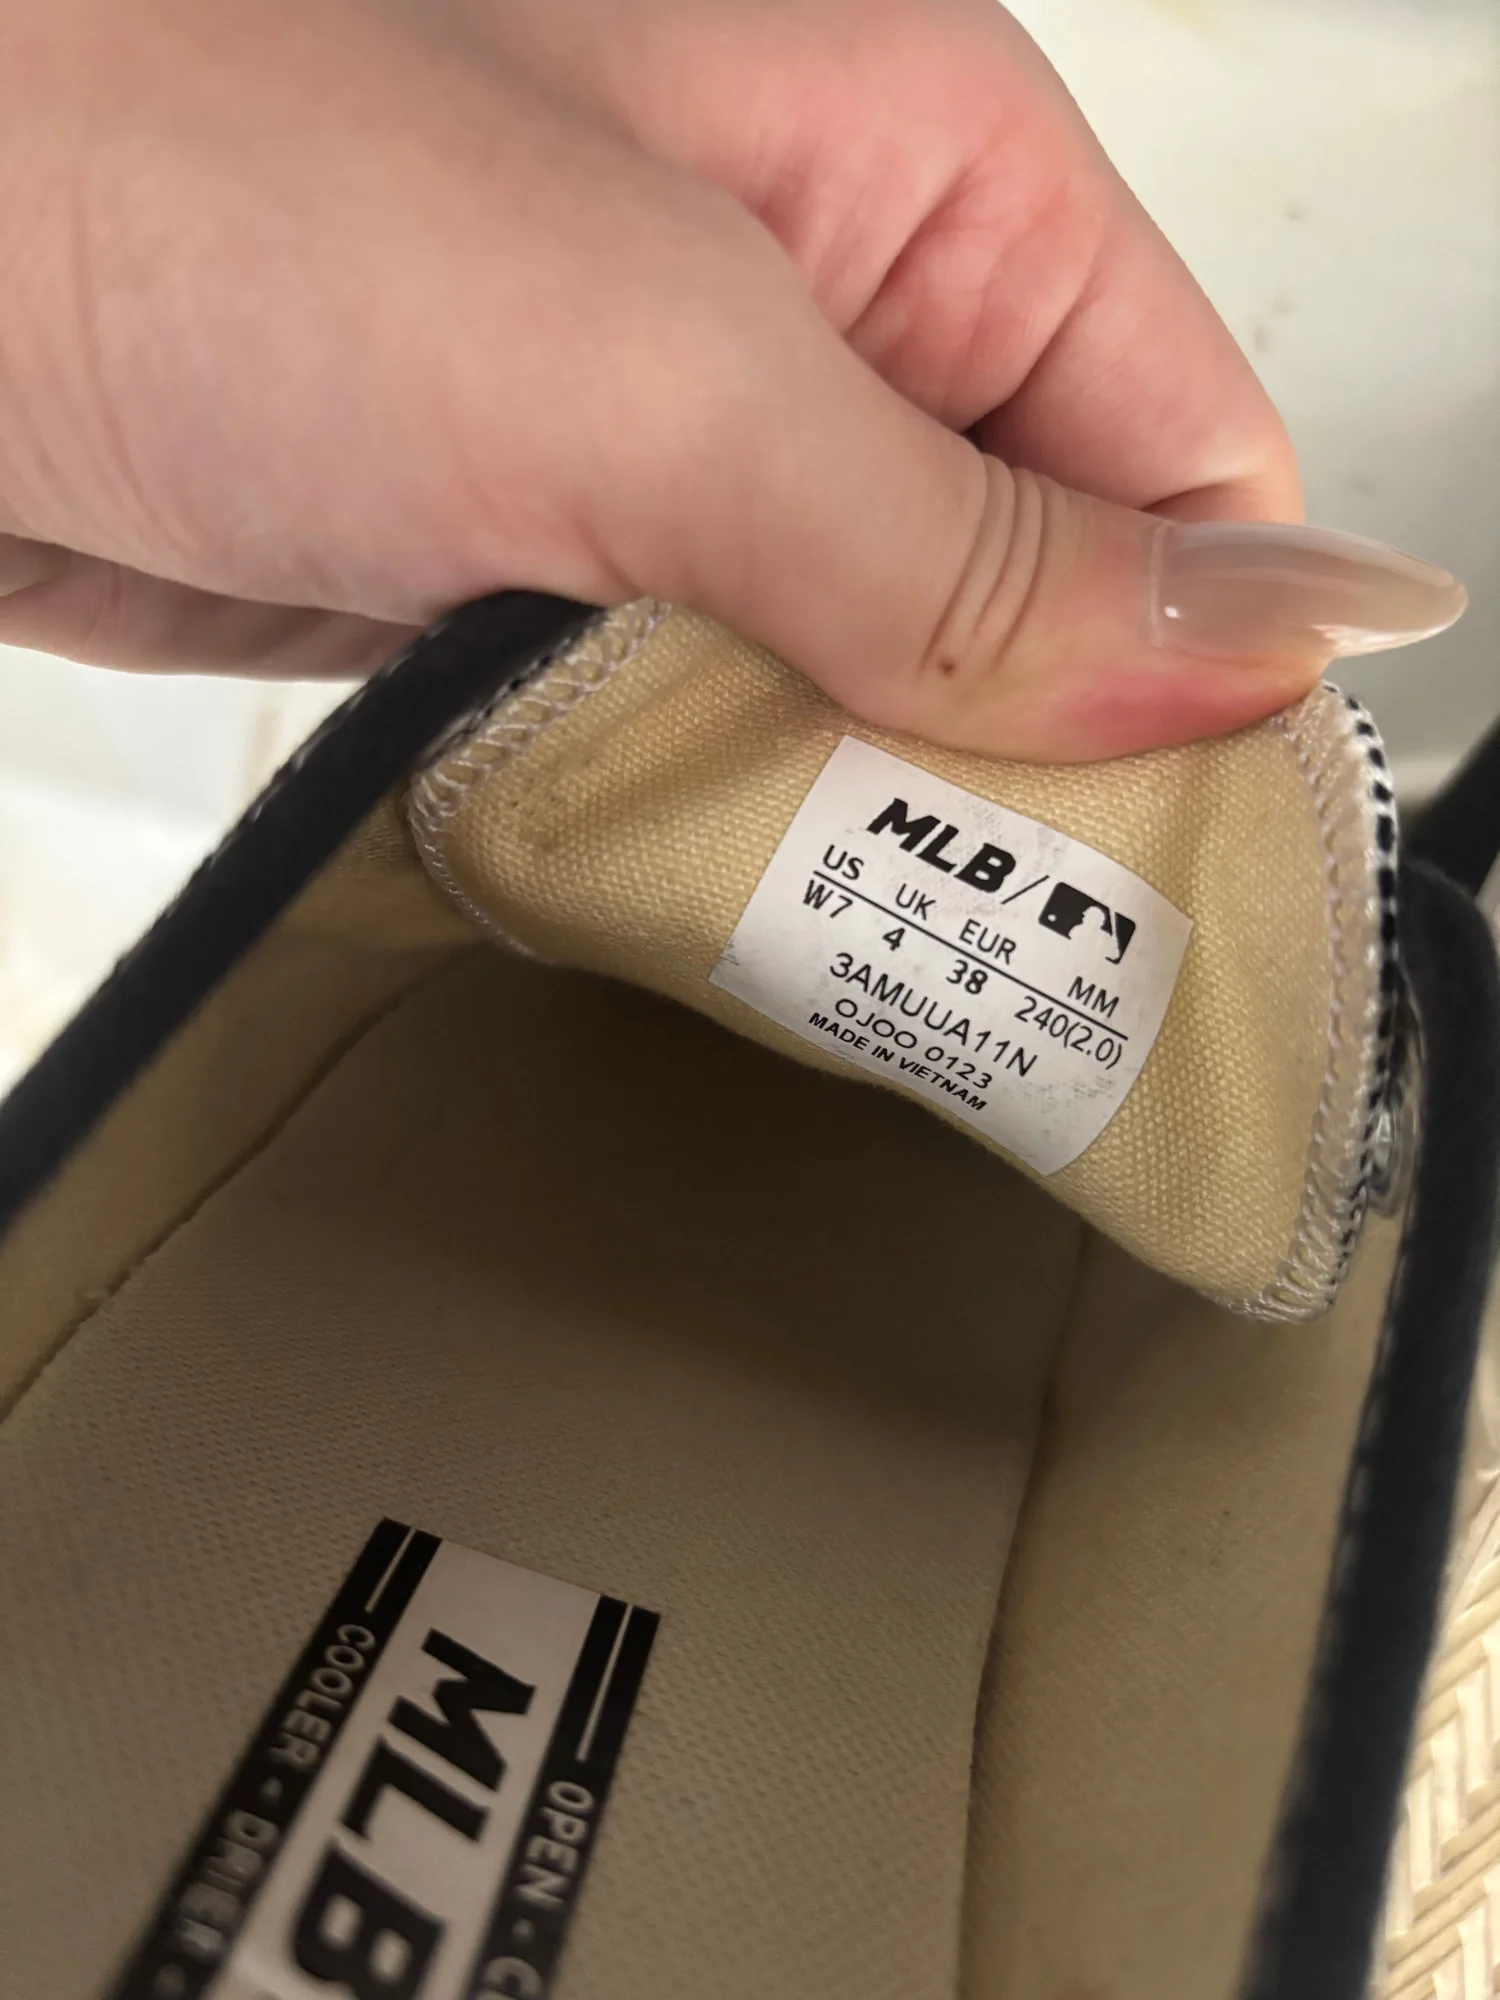 MLB/
US UK EUR MM
W7 4 38 240(2.0)
3AMUUA11N
OJOO 0123
MADE IN VIETNAM
COOLER • DRIER •
MLB
OPEN •